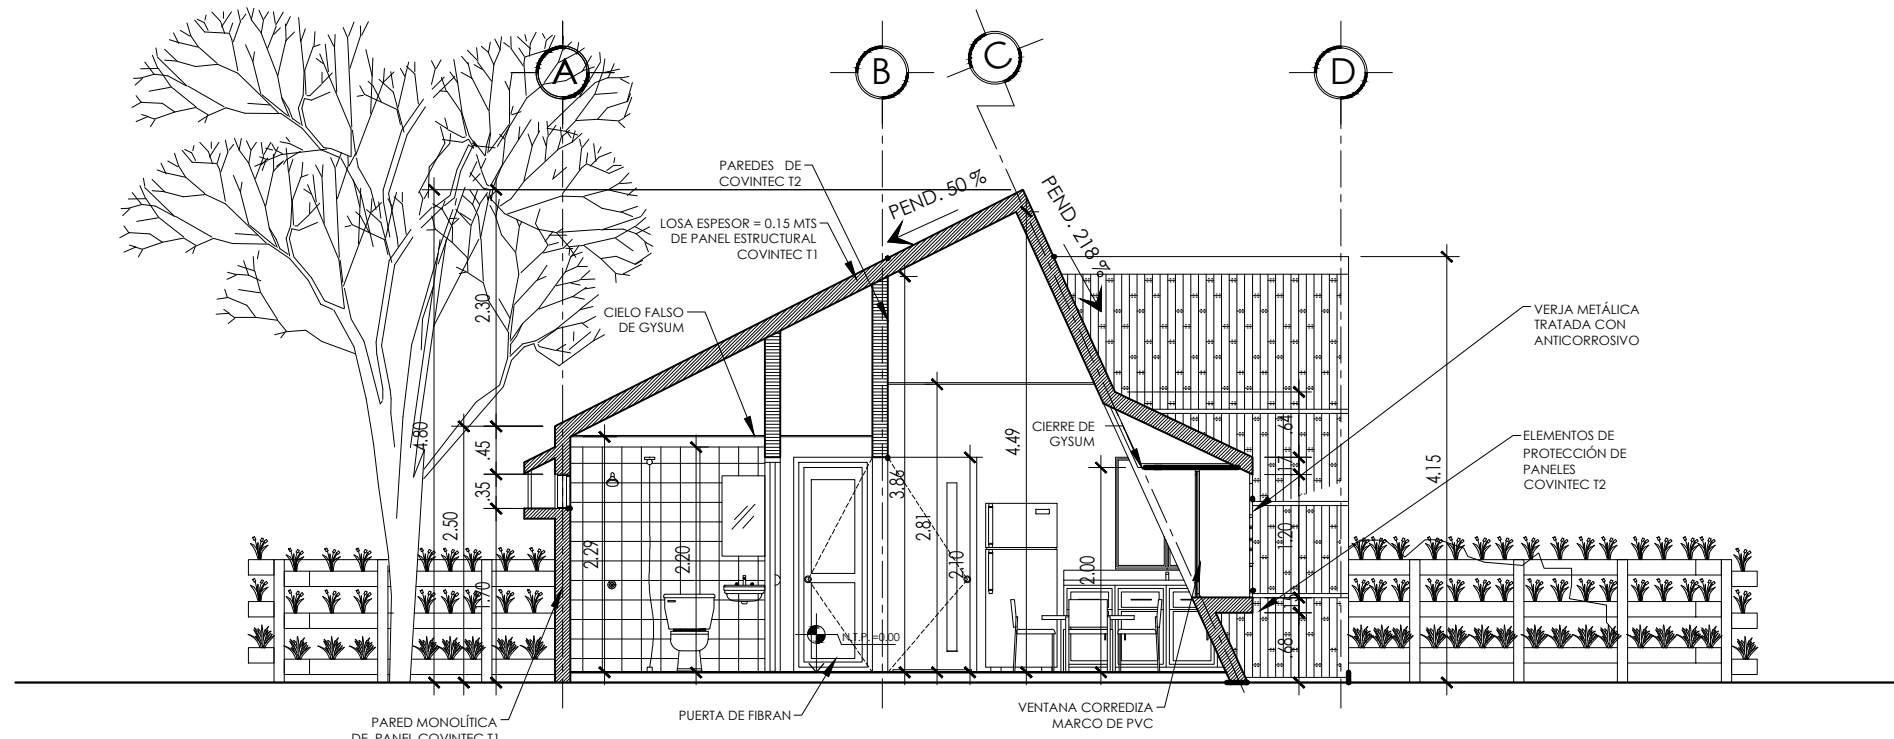 A
B
C
D
PAREDES DE
COVINTEC T2
PEND. 50 %
PEND. 218 %
LOSA ESPESOR = 0.15 MTS
DE PANEL ESTRUCTURAL
COVINTEC T1
CIELO FALSO
DE GYSUM
VERJA METÁLICA
TRATADA CON
ANTICORROSIVO
CIERRE DE
GYSUM
ELEMENTOS DE
PROTECCIÓN DE
PANELES
COVINTEC T2
2.30
4.80
.45
.35
2.50
1.70
2.29
2.20
3.86
2.81
2.10
4.49
2.00
.64
.17
1.20
.68
4.15
N.T.P.=0.00
PARED MONOLÍTICA
DE PANEL COVINTEC T1
PUERTA DE FIBRAN
VENTANA CORREDIZA
MARCO DE PVC